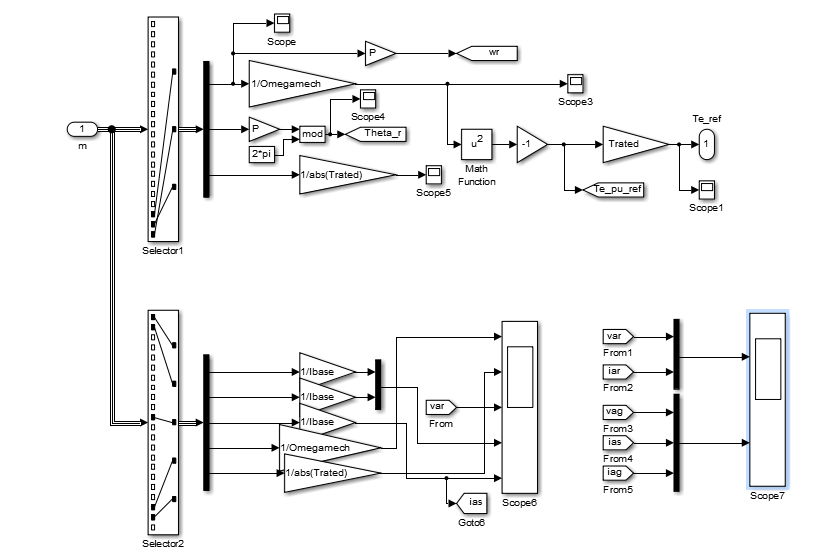 Scope
P
wr
1/Omegamech
Scope3
Scope4
1
m
P
mod
Theta_r
2*pi
u²
Math
Function
-1
Trated
Te_ref
1
1/abs(Trated)
Scope5
Te_pu_ref
Scope1
Selector1
1/Ibase
1/Ibase
1/Ibase
1/Omegamech
1/abs(Trated)
var
From
ias
Goto6
Scope6
Selector2
var
From1
iar
From2
vag
From3
ias
From4
iag
From5
Scope7